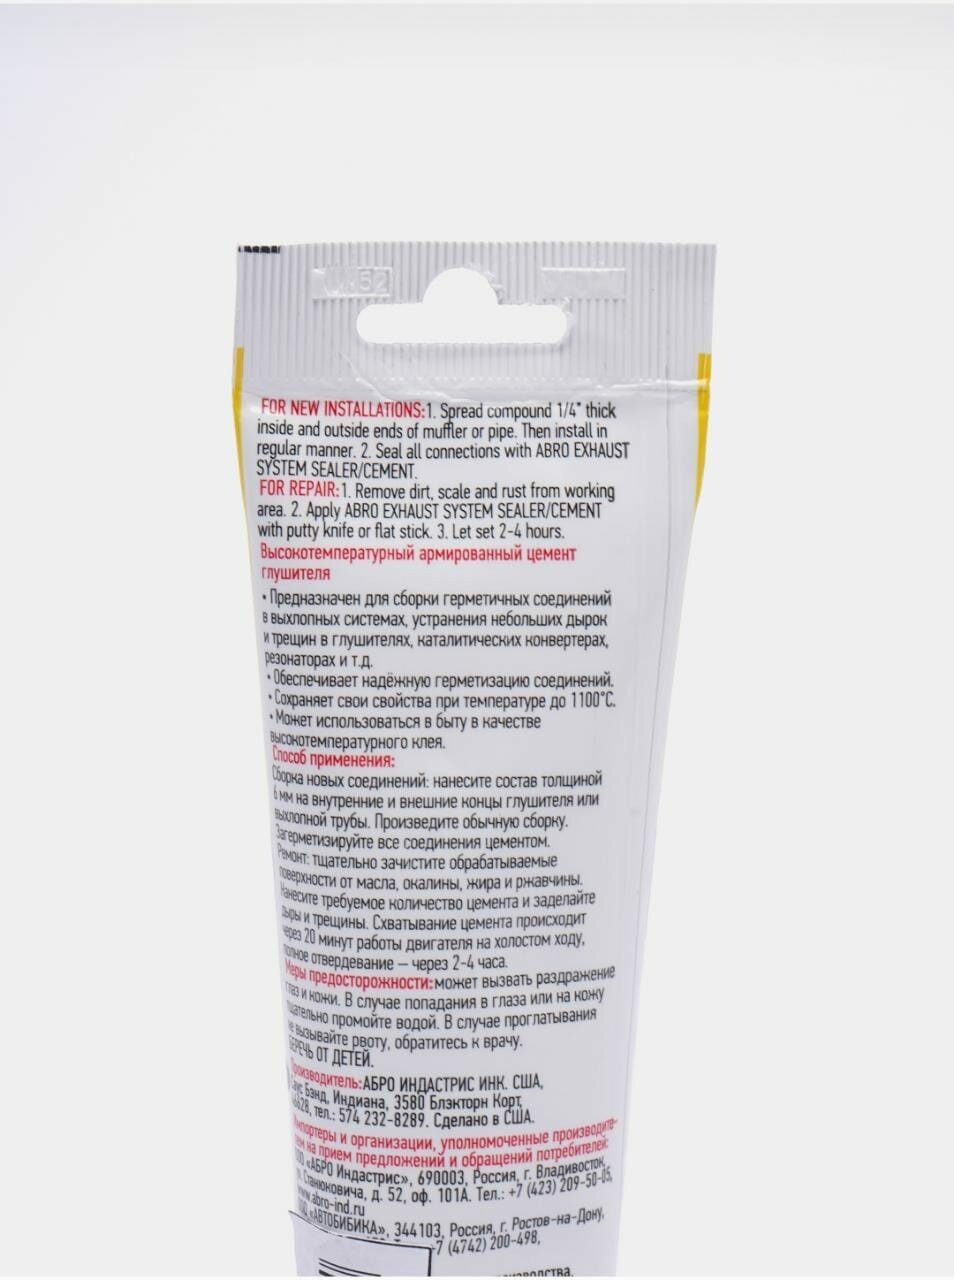 52
FOR NEW INSTALLATIONS: 1. Spread compound 1/4" thick
inside and outside ends of muffler or pipe. Then install in
regular manner. 2. Seal all connections with ABRO EXHAUST
SYSTEM SEALER/CEMENT.
FOR REPAIR: 1. Remove dirt, scale and rust from working
area. 2. Apply ABRO EXHAUST SYSTEM SEALER/CEMENT
with putty knife or flat stick. 3. Let set 2-4 hours.
Высокотемпературный армированный цемент
глушителя
• Предназначен для сборки герметичных соединений
в выхлопных системах, устранения небольших дырок
и трещин в глушителях, каталитических конвертерах,
резонаторах и т.д.
• Обеспечивает надёжную герметизацию соединений.
• Сохраняет свои свойства при температуре до 1100°С.
• Может использоваться в быту в качестве
высокотемпературного клея.
Способ применения:
Сборка новых соединений: нанесите состав толщиной
6 мм на внутренние и внешние концы глушителя или
выхлопной трубы. Произведите обычную сборку.
Загерметизируйте все соединения цементом.
Ремонт: тщательно зачистите обрабатываемые
поверхности от масла, окалины, жира и ржавчины.
Нанесите требуемое количество цемента и заделайте
дыры и трещины. Схватывание цемента происходит
через 20 минут работы двигателя на холостом ходу,
полное отвердевание – через 2-4 часа.
Меры предосторожности: может вызвать раздражение
глаз и кожи. В случае попадания в глаза или на кожу
тщательно промойте водой. В случае проглатывания
не вызывайте рвоту, обратитесь к врачу.
БЕРЕЧЬ ОТ ДЕТЕЙ.
Производитель: АБРО ИНДАСТРИС ИНК. США,
Саус Бэнд, Индиана, 3580 Блэкторн Корт,
46628, тел.: 574 232-8289. Сделано в США.
Импортеры и организации, уполномоченные производите-
лем на прием предложений и обращений потребителей:
ООО «АБРО Индастрис», 690003, Россия, г. Владивосток,
ул. Станюковича, д. 52, оф. 101А. Тел.: +7 (423) 209-50-05,
www.abro-ind.ru
ООО «АВТОБИБИКА», 344103, Россия, г. Ростов-на-Дону,
+7 (4742) 200-498,